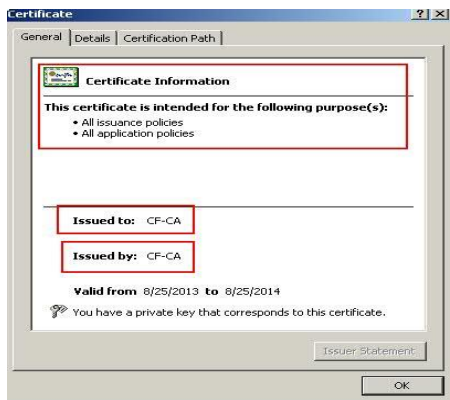 Certificate
General Details Certification Path
Certificate Information
This certificate is intended for the following purpose(s):
• All issuance policies
• All application policies
Issued to: CF-CA
Issued by: CF-CA
Valid from 8/25/2013 to 8/25/2014
You have a private key that corresponds to this certificate.
Issuer Statement
OK